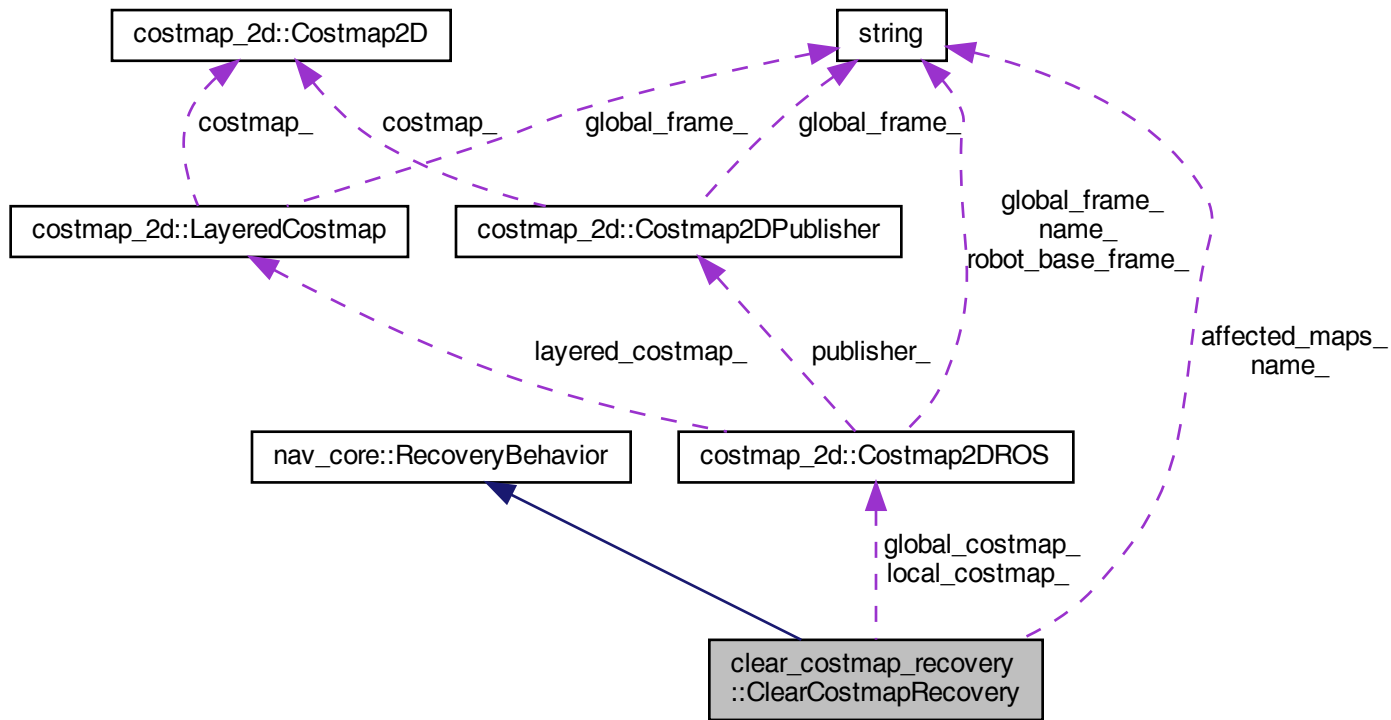 costmap_2d::Costmap2D
string
costmap_
costmap_
global_frame_
global_frame_
costmap_2d::LayeredCostmap
costmap_2d::Costmap2DPublisher
global_frame_
name_
robot_base_frame_
layered_costmap_
publisher_
affected_maps_
name_
nav_core::RecoveryBehavior
costmap_2d::Costmap2DROS
global_costmap_
local_costmap_
clear_costmap_recovery
::ClearCostmapRecovery